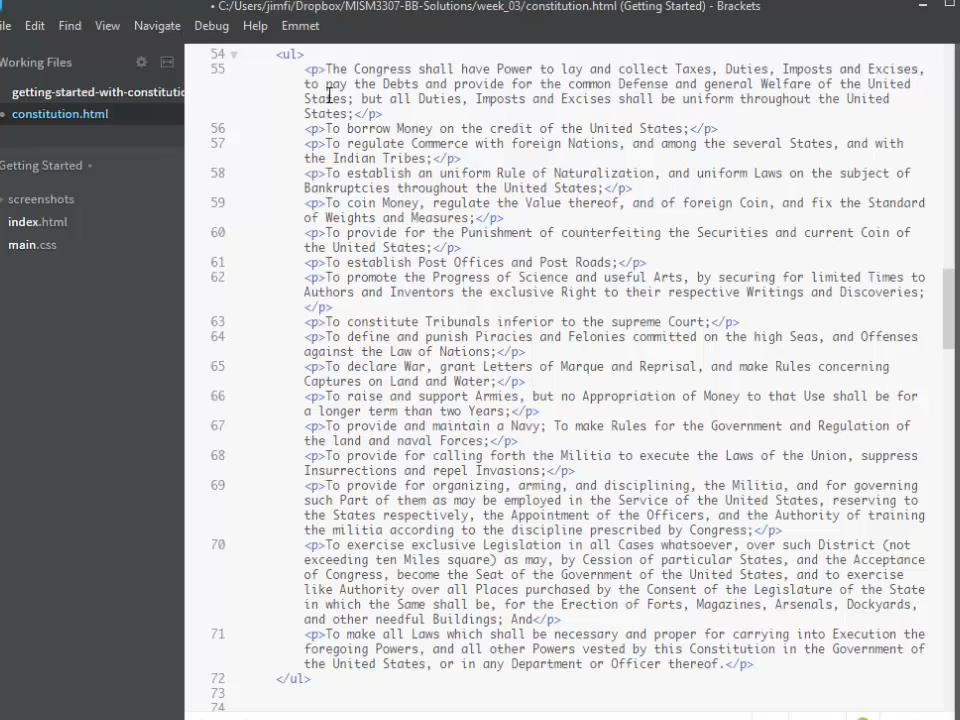 • C:/Users/jimfi/Dropbox/MISM3307-BB-Solutions/week_03/constitution.html (Getting Started) - Brackets
ile Edit Find View Navigate Debug Help Emmet
Working Files
getting-started-with-constitutio
constitution.html
Getting Started
screenshots
index.html
main.css
54 <ul>
55 <p>The Congress shall have Power to lay and collect Taxes, Duties, Imposts and Excises,
to pay the Debts and provide for the common Defense and general Welfare of the United
States; but all Duties, Imposts and Excises shall be uniform throughout the United
States;</p>
56 <p>To borrow Money on the credit of the United States;</p>
57 <p>To regulate Commerce with foreign Nations, and among the several States, and with
the Indian Tribes;</p>
58 <p>To establish an uniform Rule of Naturalization, and uniform Laws on the subject of
Bankruptcies throughout the United States;</p>
59 <p>To coin Money, regulate the Value thereof, and of foreign Coin, and fix the Standard
of Weights and Measures;</p>
60 <p>To provide for the Punishment of counterfeiting the Securities and current Coin of
the United States;</p>
61 <p>To establish Post Offices and Post Roads;</p>
62 <p>To promote the Progress of Science and useful Arts, by securing for limited Times to
Authors and Inventors the exclusive Right to their respective Writings and Discoveries;
</p>
63 <p>To constitute Tribunals inferior to the supreme Court;</p>
64 <p>To define and punish Piracies and Felonies committed on the high Seas, and Offenses
against the Law of Nations;</p>
65 <p>To declare War, grant Letters of Marque and Reprisal, and make Rules concerning
Captures on Land and Water;</p>
66 <p>To raise and support Armies, but no Appropriation of Money to that Use shall be for
a longer term than two Years;</p>
67 <p>To provide and maintain a Navy; To make Rules for the Government and Regulation of
the land and naval Forces;</p>
68 <p>To provide for calling forth the Militia to execute the Laws of the Union, suppress
Insurrections and repel Invasions;</p>
69 <p>To provide for organizing, arming, and disciplining, the Militia, and for governing
such Part of them as may be employed in the Service of the United States, reserving to
the States respectively, the Appointment of the Officers, and the Authority of training
the militia according to the discipline prescribed by Congress;</p>
70 <p>To exercise exclusive Legislation in all Cases whatsoever, over such District (not
exceeding ten Miles square) as may, by Cession of particular States, and the Acceptance
of Congress, become the Seat of the Government of the United States, and to exercise
like Authority over all Places purchased by the Consent of the Legislature of the State
in which the Same shall be, for the Erection of Forts, Magazines, Arsenals, Dockyards,
and other needful Buildings; And</p>
71 <p>To make all Laws which shall be necessary and proper for carrying into Execution the
foregoing Powers, and all other Powers vested by this Constitution in the Government of
the United States, or in any Department or Officer thereof.</p>
72 </ul>
73
74